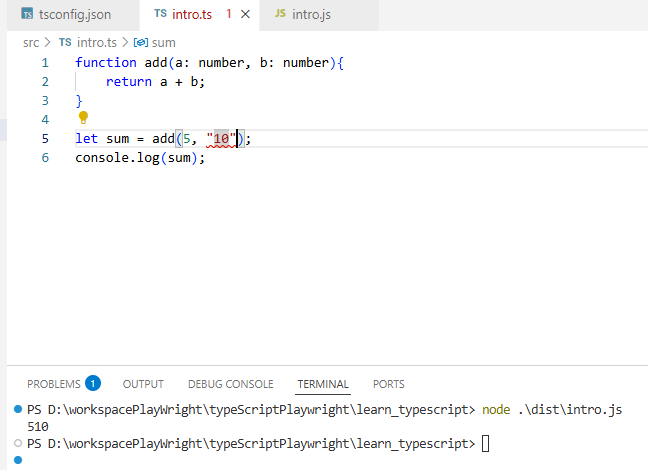 TS tsconfig.json TS intro.ts 1 × JS intro.js
src > TS intro.ts > sum
1 function add(a: number, b: number){
2 return a + b;
3 }
4
5 let sum = add(5, "10");
6 console.log(sum);
PROBLEMS 1 OUTPUT DEBUG CONSOLE TERMINAL PORTS
PS D:\workspacePlayWright\typeScriptPlaywright\learn_typescript> node .\dist\intro.js
510
PS D:\workspacePlayWright\typeScriptPlaywright\learn_typescript>